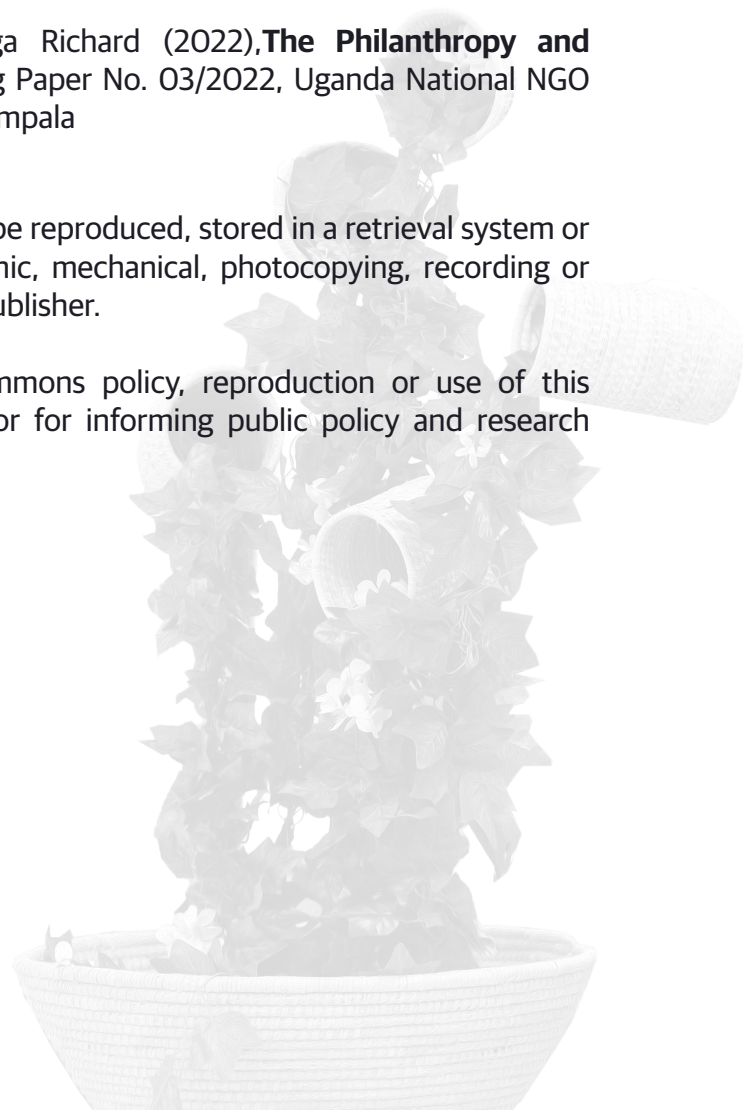 ga Richard (2022),The Philanthropy and
g Paper No. 03/2022, Uganda National NGO
mpala
be reproduced, stored in a retrieval system or
nic, mechanical, photocopying, recording or
ublisher.
mmons policy, reproduction or use of this
or for informing public policy and research